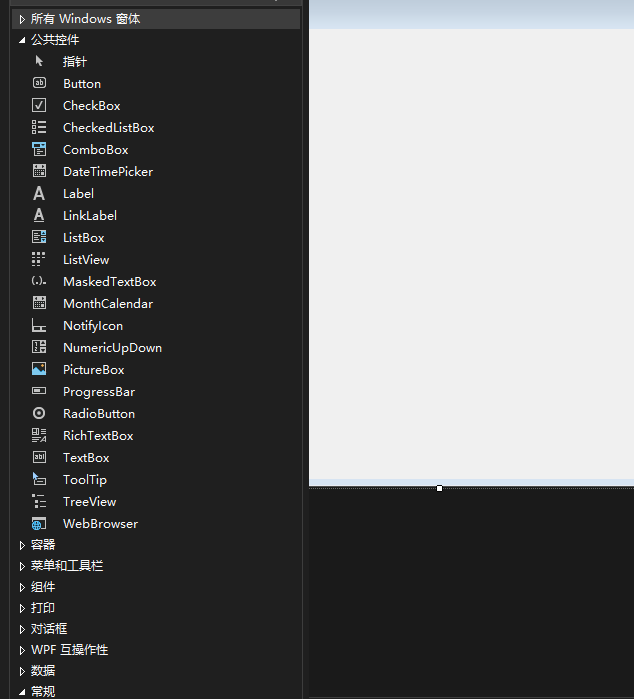 所有 Windows 窗体
公共控件
指针
Button
CheckBox
CheckedListBox
ComboBox
DateTimePicker
Label
LinkLabel
ListBox
ListView
MaskedTextBox
MonthCalendar
NotifyIcon
NumericUpDown
PictureBox
ProgressBar
RadioButton
RichTextBox
TextBox
ToolTip
TreeView
WebBrowser
容器
菜单和工具栏
组件
打印
对话框
WPF 互操作性
数据
常规